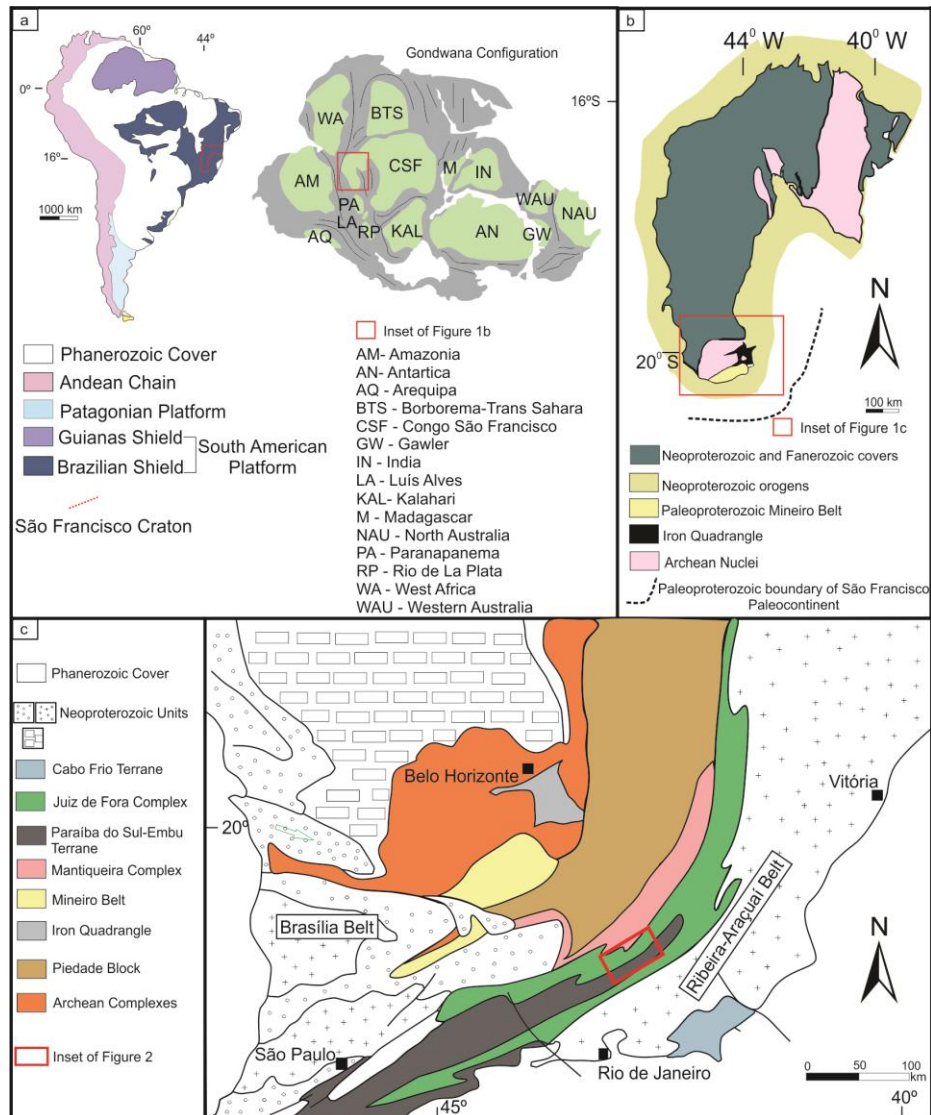 a
60º
44º
0º
16º
1000 km
Gondwana Configuration
WA
BTS
AM
CSF
M
IN
PA
LA
RP
AQ
KAL
AN
WAU
NAU
GW
Phanerozoic Cover
Andean Chain
Patagonian Platform
Guianas Shield
Brazilian Shield
South American
Platform
São Francisco Craton
Inset of Figure 1b
AM- Amazonia
AN- Antartica
AQ - Arequipa
BTS - Borborema-Trans Sahara
CSF - Congo São Francisco
GW - Gawler
IN - India
LA - Luís Alves
KAL- Kalahari
M - Madagascar
NAU - North Australia
PA - Paranapanema
RP - Rio de La Plata
WA - West Africa
WAU - Western Australia
b
44º W
40º W
16ºS
20º S
N
100 km
Inset of Figure 1c
Neoproterozoic and Fanerozoic covers
Neoproterozoic orogens
Paleoproterozoic Mineiro Belt
Iron Quadrangle
Archean Nuclei
Paleoproterozoic boundary of São Francisco
Paleocontinent
c
Phanerozoic Cover
Neoproterozoic Units
Cabo Frio Terrane
Juiz de Fora Complex
Paraíba do Sul-Embu
Terrane
Mantiqueira Complex
Mineiro Belt
Iron Quadrangle
Piedade Block
Archean Complexes
Inset of Figure 2
Belo Horizonte
Vitória
20º
Brasília Belt
Ribeira-Araçuaí Belt
N
São Paulo
Rio de Janeiro
0 50 100
km
45º
40º